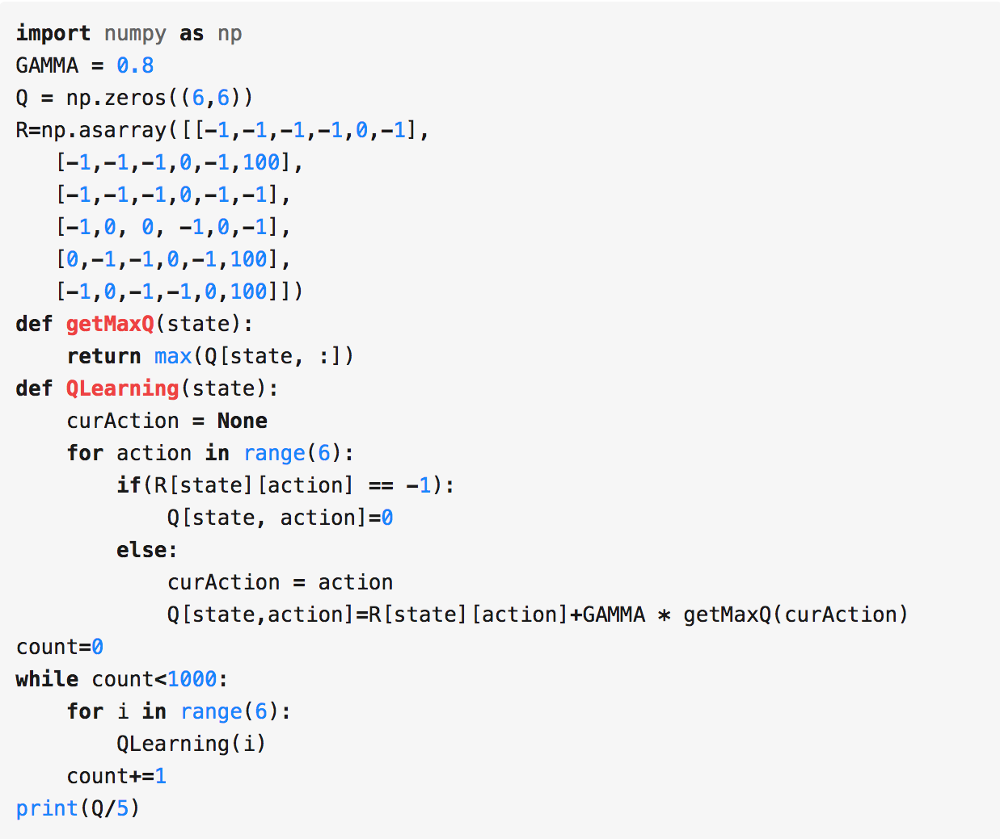 import numpy as np
GAMMA = 0.8
Q = np.zeros((6,6))
R=np.asarray([[-1,-1,-1,-1,0,-1],
   [-1,-1,-1,0,-1,100],
   [-1,-1,-1,0,-1,-1],
   [-1,0, 0, -1,0,-1],
   [0,-1,-1,0,-1,100],
   [-1,0,-1,-1,0,100]])
def getMaxQ(state):
    return max(Q[state, :])
def QLearning(state):
    curAction = None
    for action in range(6):
        if(R[state][action] == -1):
            Q[state, action]=0
        else:
            curAction = action
            Q[state,action]=R[state][action]+GAMMA * getMaxQ(curAction)
count=0
while count<1000:
    for i in range(6):
        QLearning(i)
    count+=1
print(Q/5)